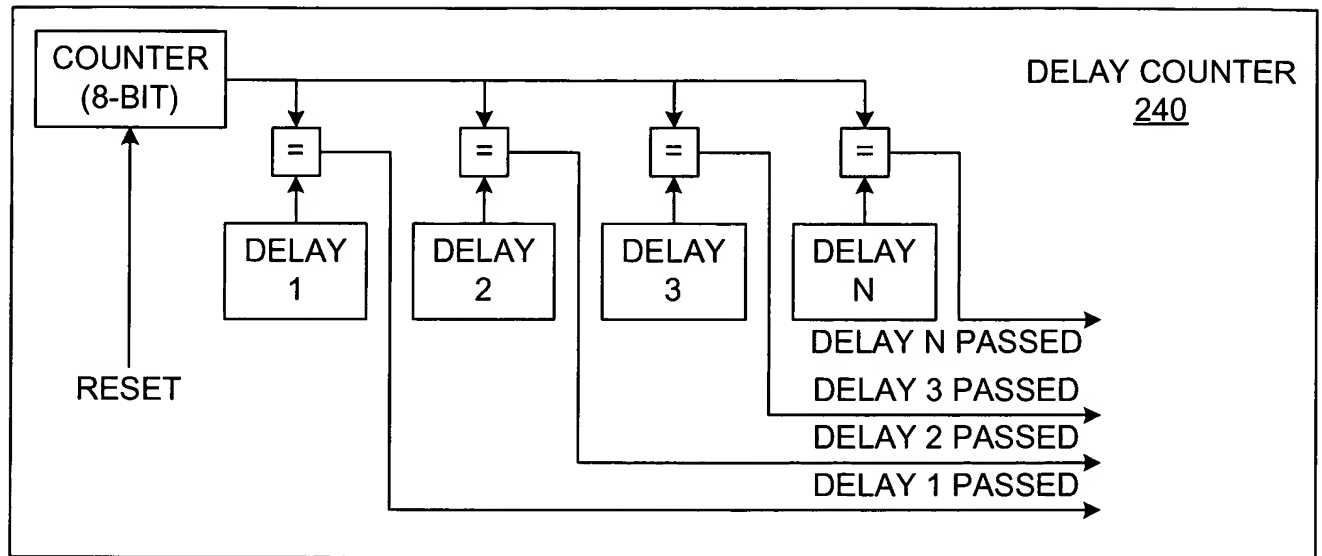 COUNTER
(8-BIT)
DELAY COUNTER
240
=
=
=
=
DELAY
1
DELAY
2
DELAY
3
DELAY
N
DELAY N PASSED
RESET
DELAY 3 PASSED
DELAY 2 PASSED
DELAY 1 PASSED